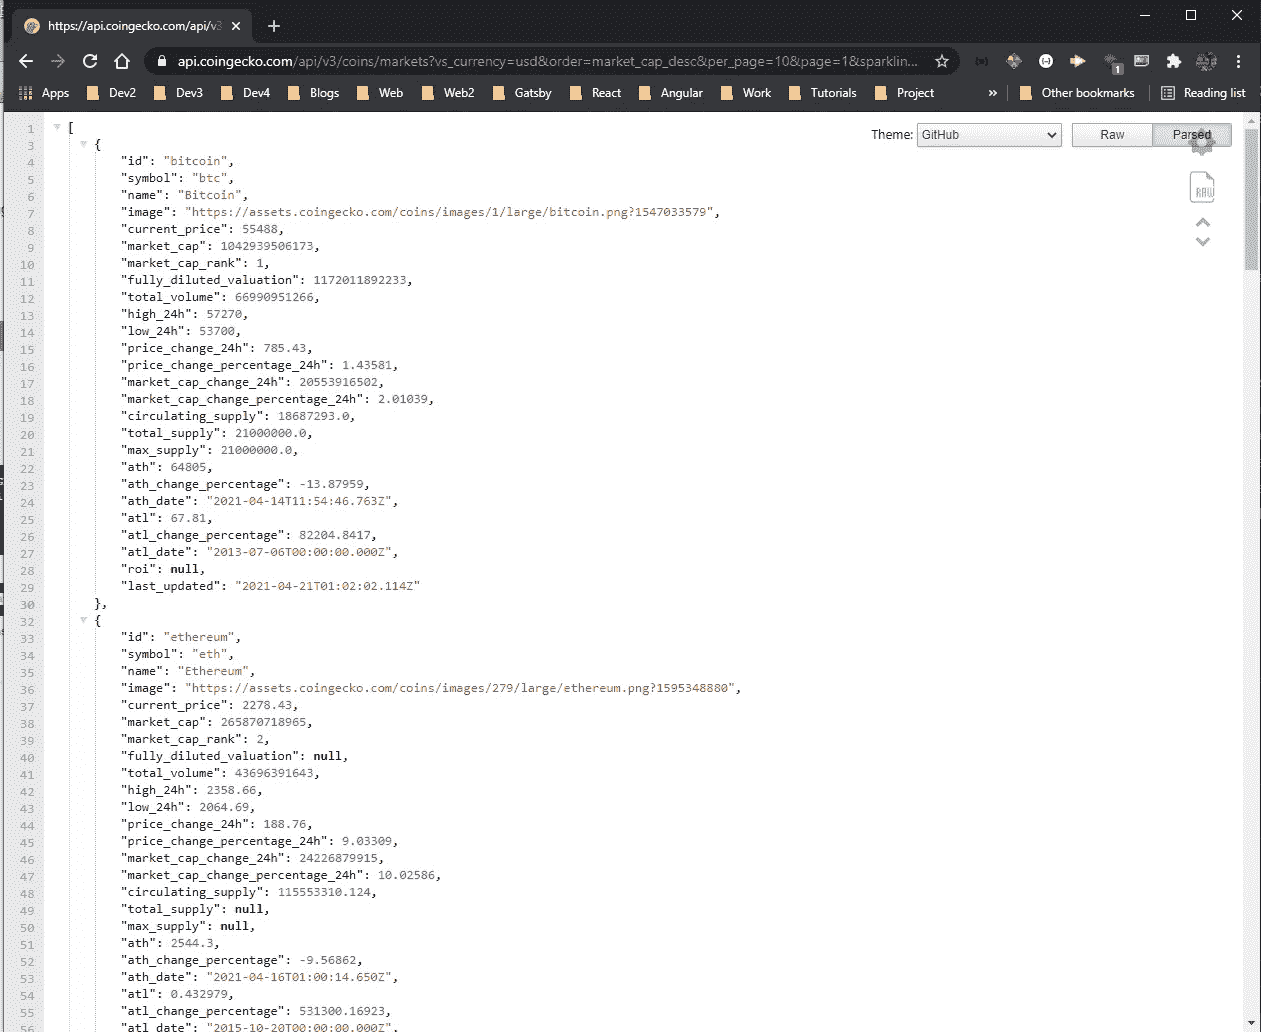 https://api.coingecko.com/api/v3
api.coingecko.com/api/v3/coins/markets?vs_currency=usd&order=market_cap_desc&per_page=10&page=1&sparklin...
1
Apps Dev2 Dev3 Dev4 Blogs Web Web2 Gatsby React Angular Work Tutorials Project » Other bookmarks Reading list
Theme: GitHub Raw Parsed
RAW
1 [
3 {
4 "id": "bitcoin",
5 "symbol": "btc",
6 "name": "Bitcoin",
7 "image": "https://assets.coingecko.com/coins/images/1/large/bitcoin.png?1547033579",
8 "current_price": 55488,
9 "market_cap": 1042939506173,
10 "market_cap_rank": 1,
11 "fully_diluted_valuation": 1172011892233,
12 "total_volume": 66990951266,
13 "high_24h": 57270,
14 "low_24h": 53700,
15 "price_change_24h": 785.43,
16 "price_change_percentage_24h": 1.43581,
17 "market_cap_change_24h": 20553916502,
18 "market_cap_change_percentage_24h": 2.01039,
19 "circulating_supply": 18687293.0,
20 "total_supply": 21000000.0,
21 "max_supply": 21000000.0,
22 "ath": 64805,
23 "ath_change_percentage": -13.87959,
24 "ath_date": "2021-04-14T11:54:46.763Z",
25 "atl": 67.81,
26 "atl_change_percentage": 82204.8417,
27 "atl_date": "2013-07-06T00:00:00.000Z",
28 "roi": null,
29 "last_updated": "2021-04-21T01:02:02.114Z"
30 },
32 {
33 "id": "ethereum",
34 "symbol": "eth",
35 "name": "Ethereum",
36 "image": "https://assets.coingecko.com/coins/images/279/large/ethereum.png?1595348880",
37 "current_price": 2278.43,
38 "market_cap": 265870718965,
39 "market_cap_rank": 2,
40 "fully_diluted_valuation": null,
41 "total_volume": 43696391643,
42 "high_24h": 2358.66,
43 "low_24h": 2064.69,
44 "price_change_24h": 188.76,
45 "price_change_percentage_24h": 9.03309,
46 "market_cap_change_24h": 24226879915,
47 "market_cap_change_percentage_24h": 10.02586,
48 "circulating_supply": 115553310.124,
49 "total_supply": null,
50 "max_supply": null,
51 "ath": 2544.3,
52 "ath_change_percentage": -9.56862,
53 "ath_date": "2021-04-16T01:00:14.650Z",
54 "atl": 0.432979,
55 "atl_change_percentage": 531300.16923,
56 "atl_date": "2015-10-20T00:00:00.000Z",